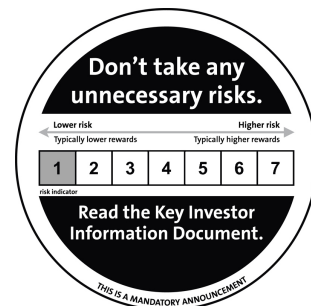 Don't take any
unnecessary risks.
Lower risk Higher risk
Typically lower rewards Typically higher rewards
1 2 3 4 5 6 7
risk indicator
Read the Key Investor
Information Document.
THIS IS A MANDATORY ANNOUNCEMENT